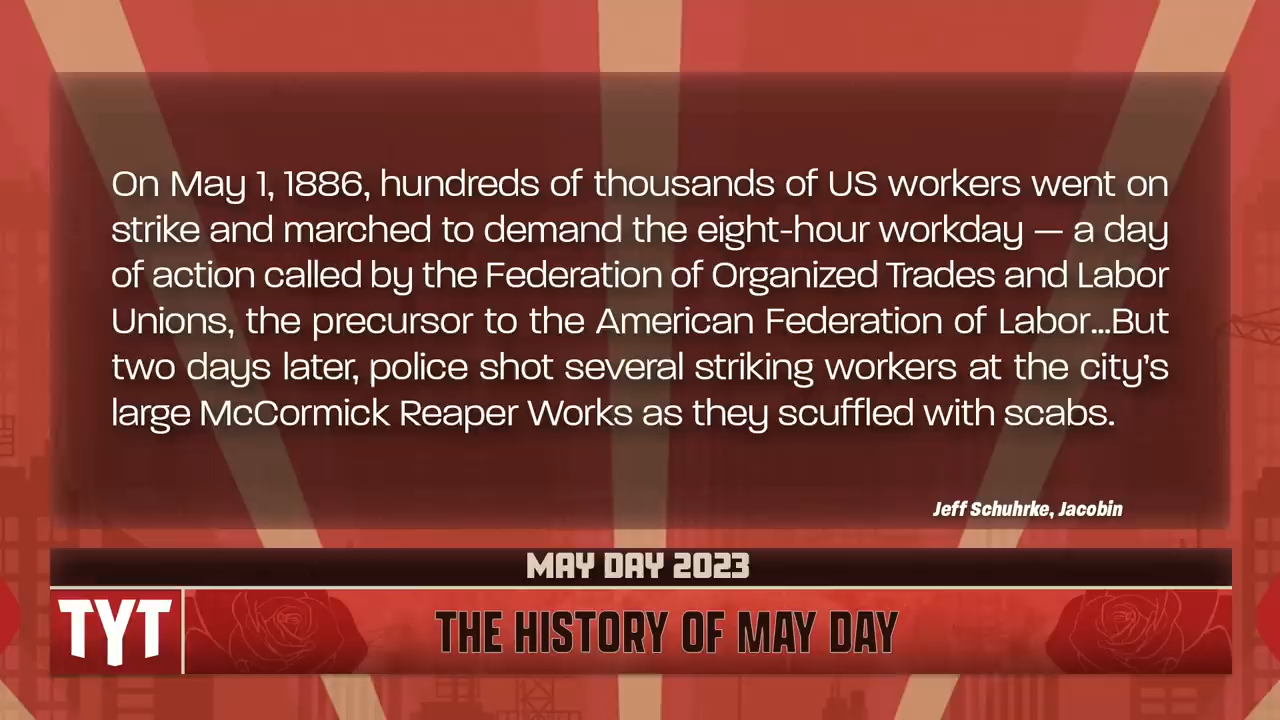 On May 1, 1886, hundreds of thousands of US workers went on
strike and marched to demand the eight-hour workday — a day
of action called by the Federation of Organized Trades and Labor
Unions, the precursor to the American Federation of Labor...But
two days later, police shot several striking workers at the city's
large McCormick Reaper Works as they scuffled with scabs.
Jeff Schuhrke, Jacobin
MAY DAY 2023
TYT
THE HISTORY OF MAY DAY